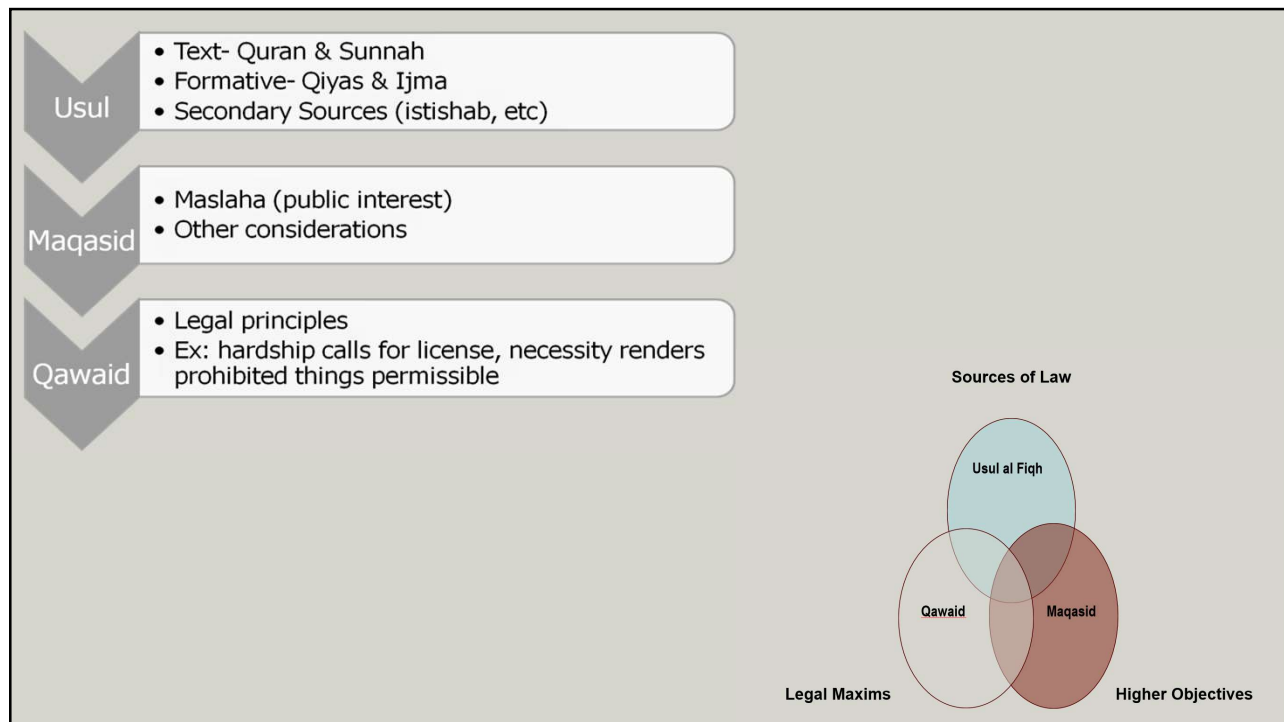 Usul
• Text- Quran & Sunnah
• Formative- Qiyas & Ijma
• Secondary Sources (istishab, etc)
Maqasid
• Maslaha (public interest)
• Other considerations
Qawaid
• Legal principles
• Ex: hardship calls for license, necessity renders
prohibited things permissible
Sources of Law
Usul al Fiqh
Qawaid
Maqasid
Legal Maxims
Higher Objectives